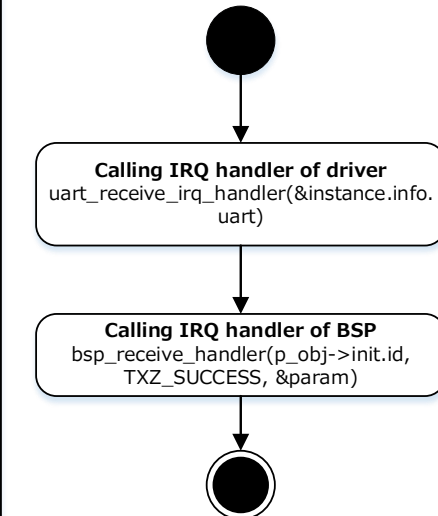 Calling IRQ handler of driver
uart_receive_irq_handler(&instance.info.
uart)
Calling IRQ handler of BSP
bsp_receive_handler(p_obj->init.id,
TXZ_SUCCESS, &param)